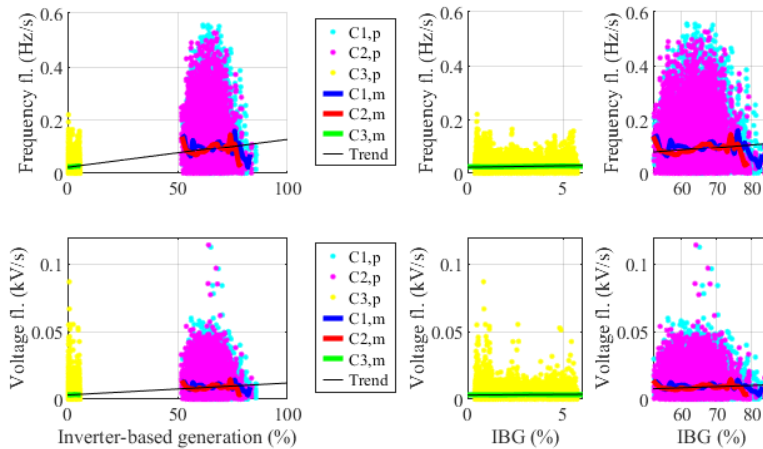 Frequency fl. (Hz/s)
0.6
0.4
0.2
0
0
50
100
C1,p
C2,p
C3,p
C1,m
C2,m
C3,m
Trend
Frequency fl. (Hz/s)
0.6
0.4
0.2
0
0
5
Frequency fl. (Hz/s)
0.6
0.4
0.2
0
60
70
80
Voltage fl. (kV/s)
0.1
0.05
0
0
50
100
Inverter-based generation (%)
C1,p
C2,p
C3,p
C1,m
C2,m
C3,m
Trend
Voltage fl. (kV/s)
0.1
0.05
0
0
5
IBG (%)
Voltage fl. (kV/s)
0.1
0.05
0
60
70
80
IBG (%)